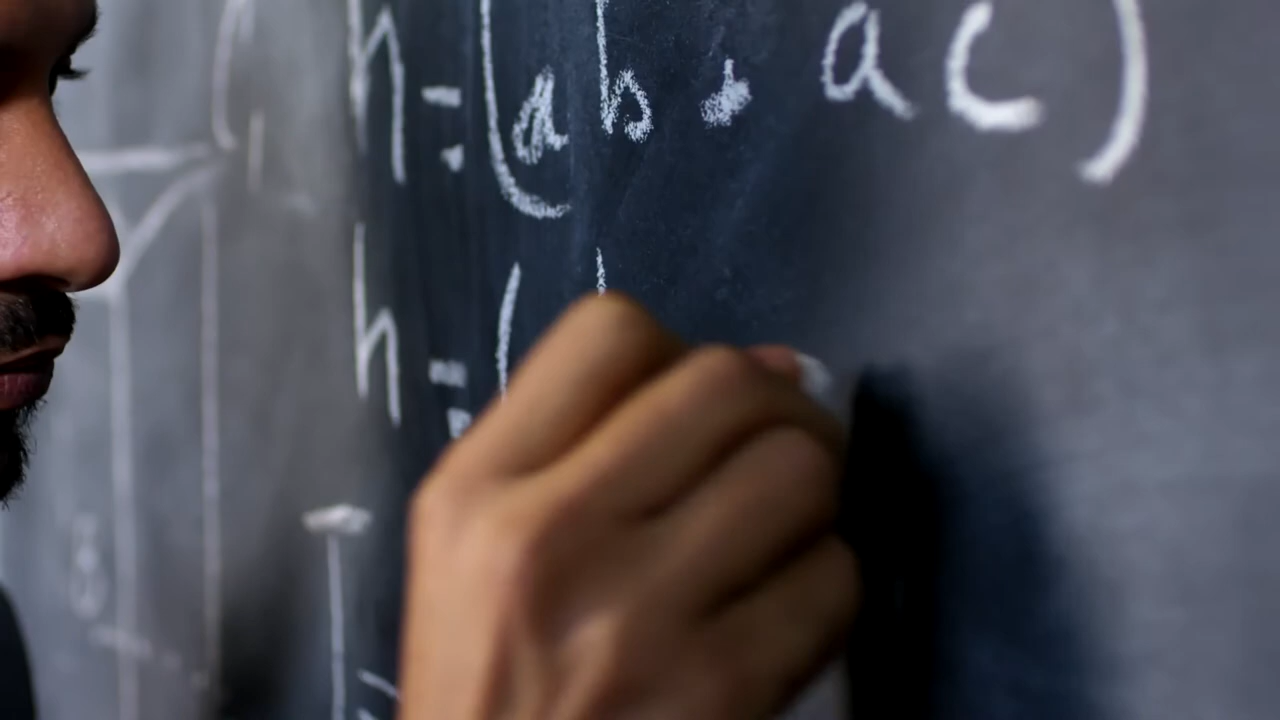 h = (ab · ac)
h = (